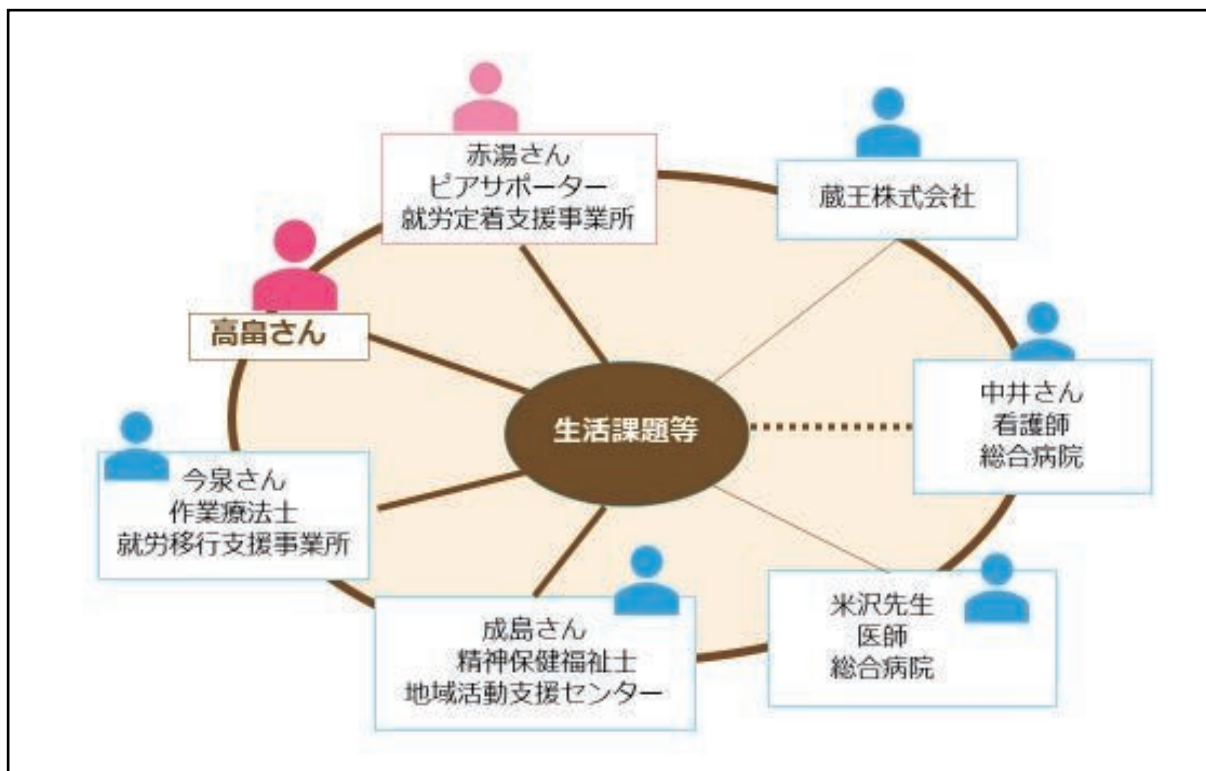 赤湯さん
ピアサポーター
就労定着支援事業所
蔵王株式会社
高畠さん
中井さん
看護師
総合病院
生活課題等
今泉さん
作業療法士
就労移行支援事業所
成島さん
精神保健福祉士
地域活動支援センター
米沢先生
医師
総合病院